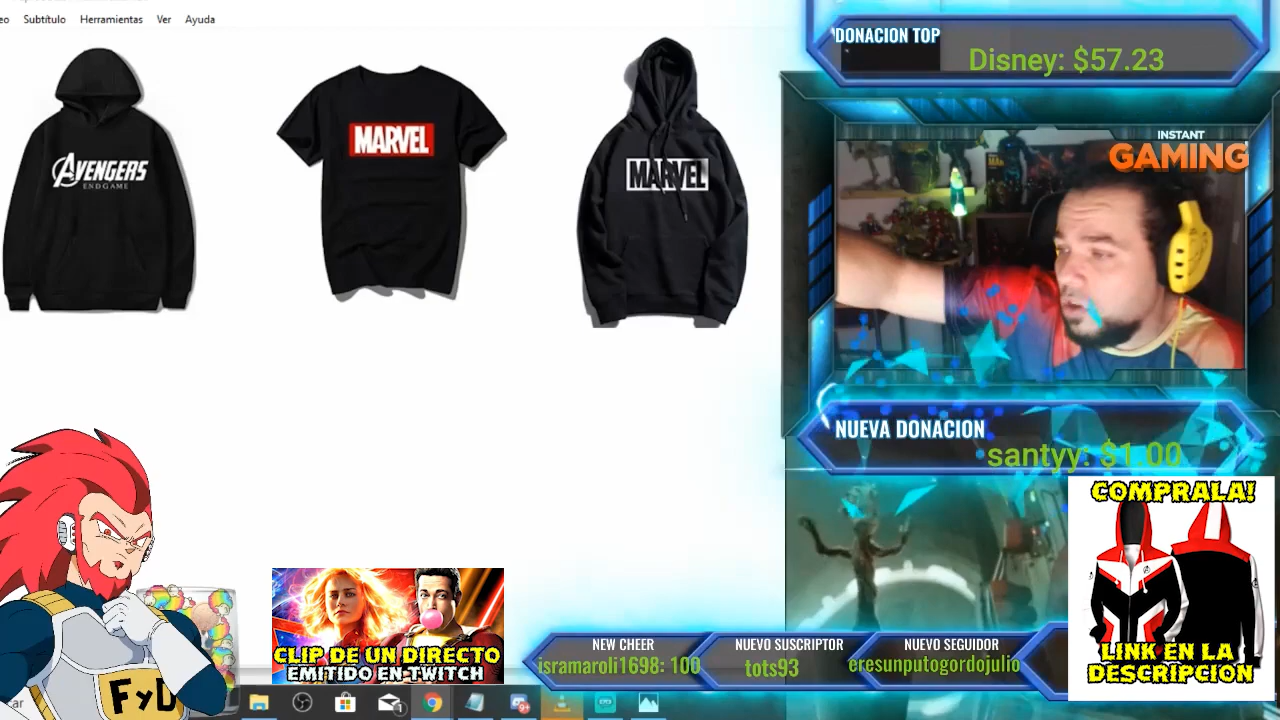 eo Subtítulo Herramientas Ver Ayuda
DONACION TOP
Disney: $57.23
INSTANT
GAMING
AVENGERS
ENDGAME
MARVEL
MARVEL
NUEVA DONACION
santyy: $1.00
COMPRALA!
LINK EN LA
DESCRIPCION
CLIP DE UN DIRECTO
EMITIDO EN TWITCH
NEW CHEER
isramaroli1698: 100
NUEVO SUSCRIPTOR
tots93
NUEVO SEGUIDOR
eresunputogordojulio
FyD
car